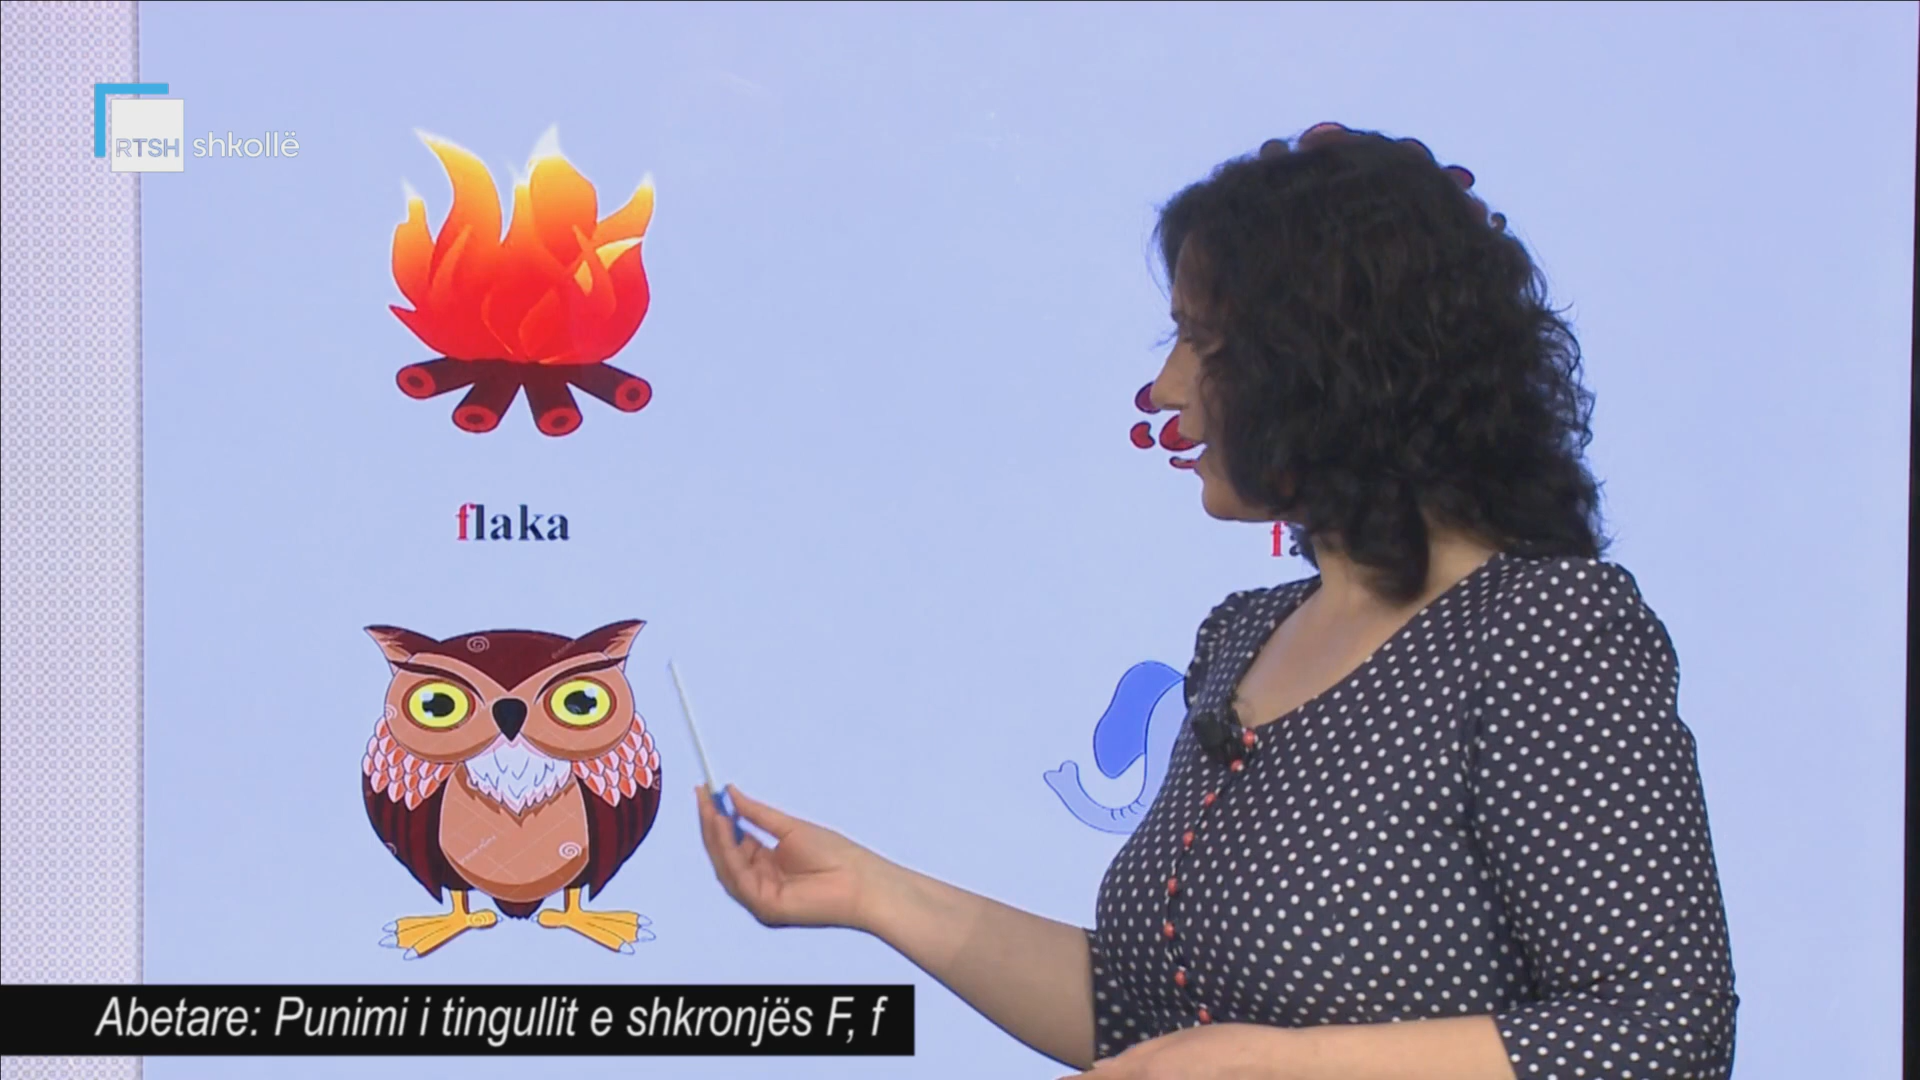 RTSH shkollë
flaka
Abetare: Punimi i tingullit e shkronjës F, f